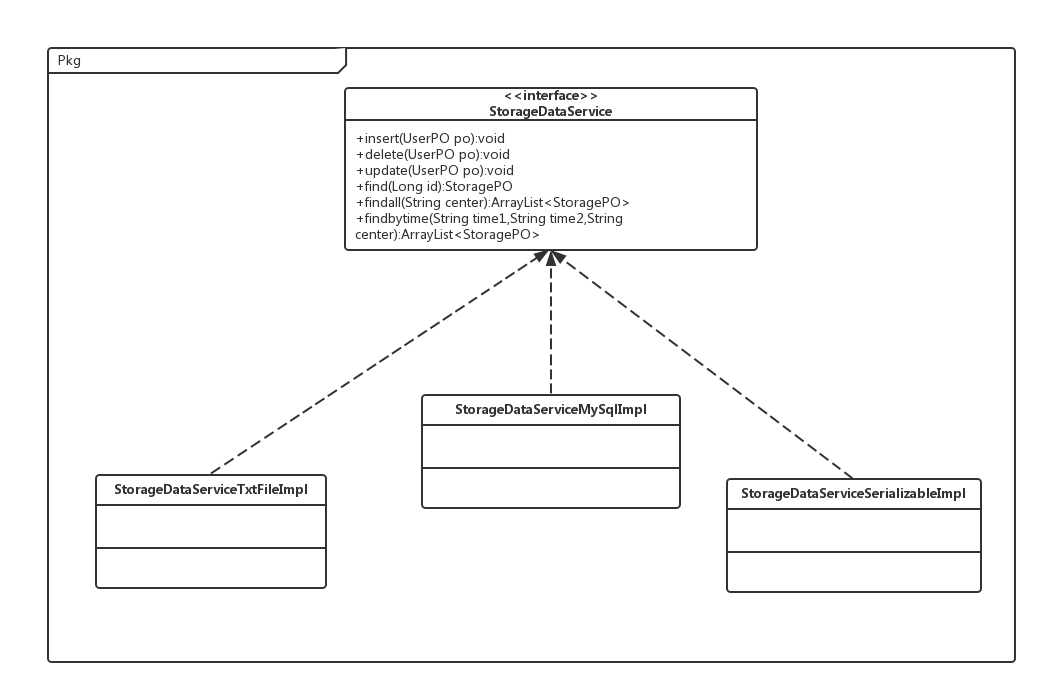 Pkg
<<interface>>
StorageDataService
+insert(UserPO po):void
+delete(UserPO po):void
+update(UserPO po):void
+find(Long id):StoragePO
+findall(String center):ArrayList<StoragePO>
+findbytime(String time1,String time2,String
center):ArrayList<StoragePO>
StorageDataServiceMySqlImpl
StorageDataServiceTxtFileImpl
StorageDataServiceSerializableImpl